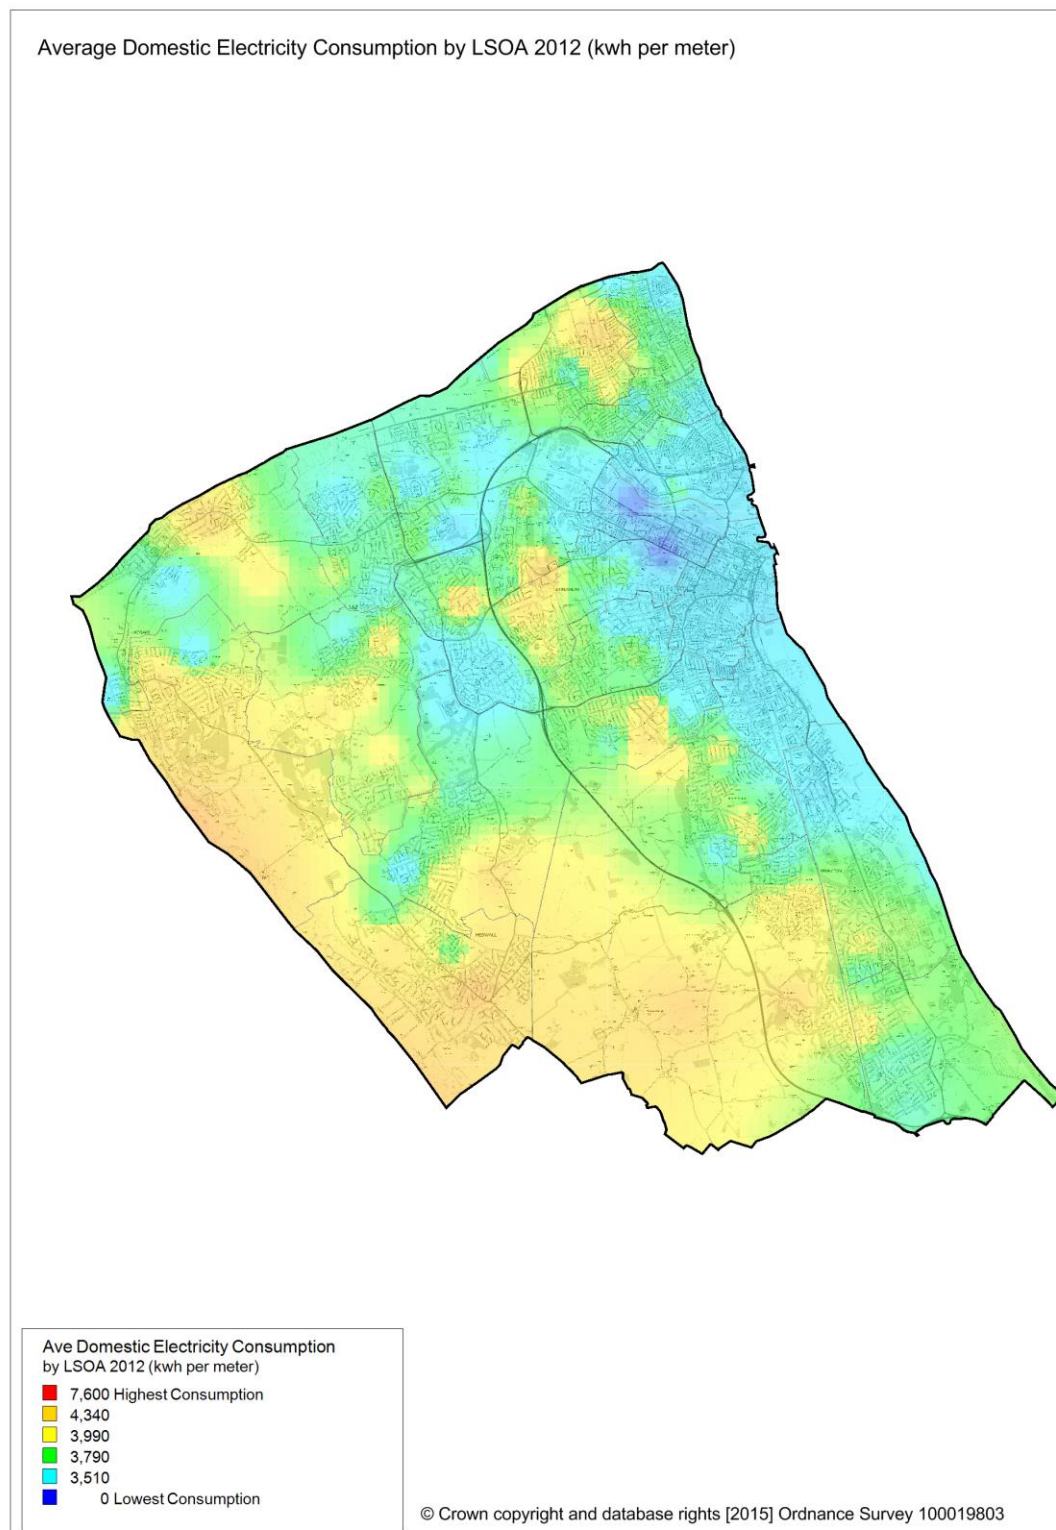 Average Domestic Electricity Consumption by LSOA 2012 (kwh per meter)
HESWALL
Ave Domestic Electricity Consumption
by LSOA 2012 (kwh per meter)
7,600 Highest Consumption
4,340
3,990
3,790
3,510
0 Lowest Consumption
© Crown copyright and database rights [2015] Ordnance Survey 100019803